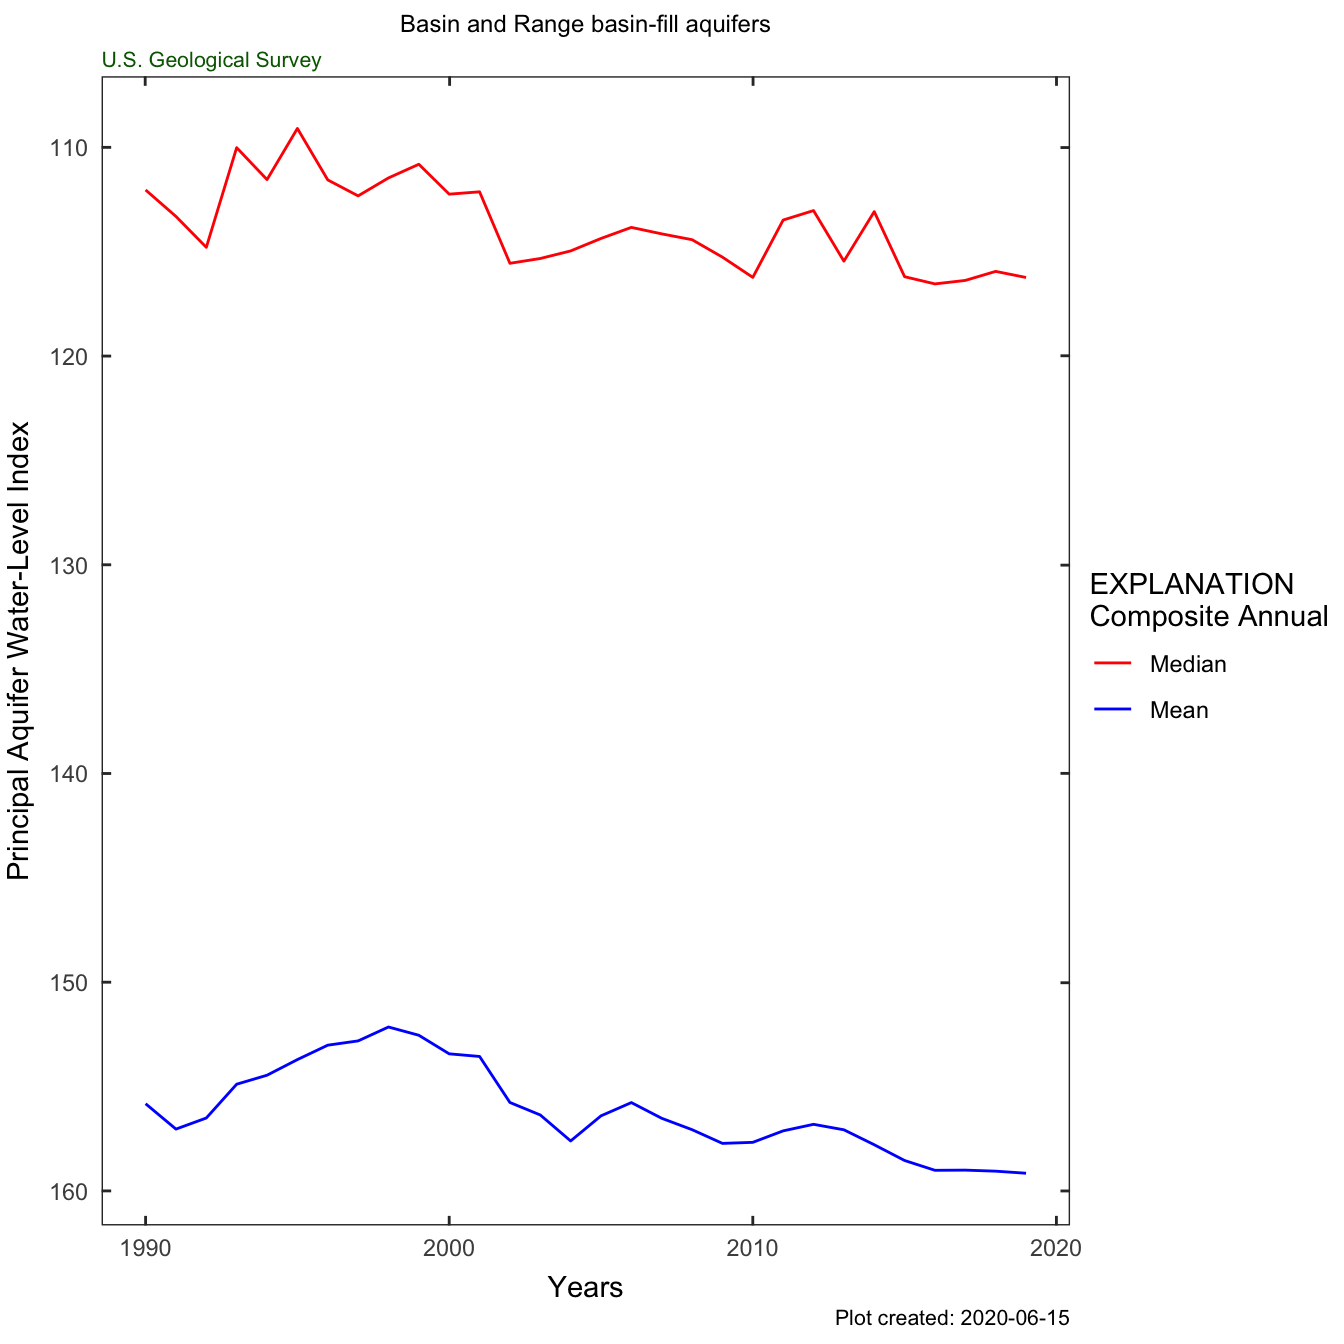 Basin and Range basin-fill aquifers
U.S. Geological Survey
110
120
130
140
150
160
Principal Aquifer Water-Level Index
1990 2000 2010 2020
Years
EXPLANATION
Composite Annual
Median
Mean
Plot created: 2020-06-15